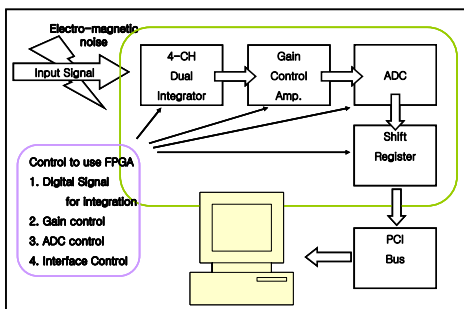 Electro-magnetic
noise
Input Signal
4-CH
Dual
Integrator
Gain
Control
Amp.
ADC
Shift
Register
Control to use FPGA
1. Digital Signal
for Integration
2. Gain control
3. ADC control
4. Interface Control
PCI
Bus